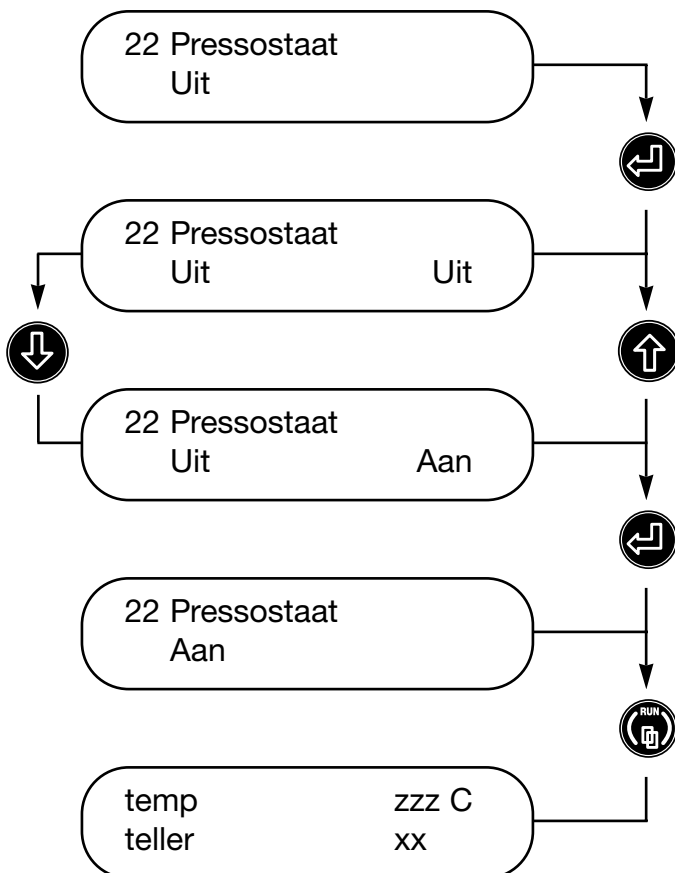 22 Pressostaat
Uit
22 Pressostaat
Uit Uit
22 Pressostaat
Uit Aan
22 Pressostaat
Aan
RUN
temp zzz C
teller xx